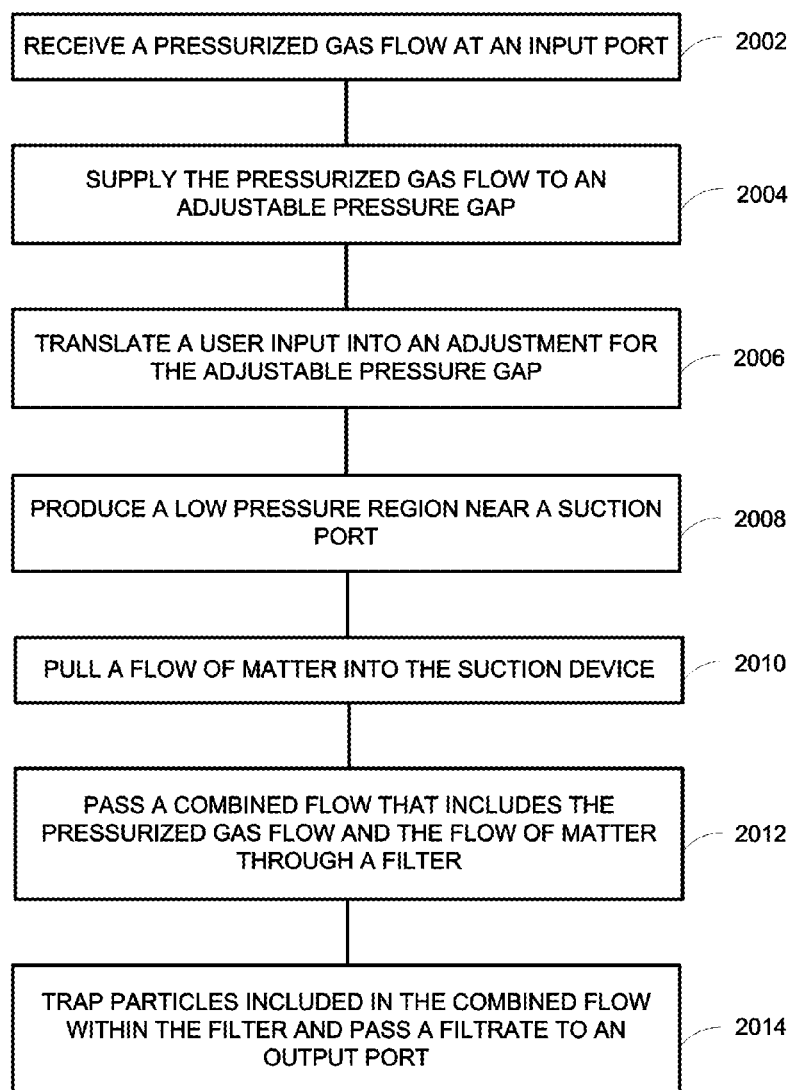 RECEIVE A PRESSURIZED GAS FLOW AT AN INPUT PORT
2002
SUPPLY THE PRESSURIZED GAS FLOW TO AN
ADJUSTABLE PRESSURE GAP
2004
TRANSLATE A USER INPUT INTO AN ADJUSTMENT FOR
THE ADJUSTABLE PRESSURE GAP
2006
PRODUCE A LOW PRESSURE REGION NEAR A SUCTION
PORT
2008
PULL A FLOW OF MATTER INTO THE SUCTION DEVICE
2010
PASS A COMBINED FLOW THAT INCLUDES THE
PRESSURIZED GAS FLOW AND THE FLOW OF MATTER
THROUGH A FILTER
2012
TRAP PARTICLES INCLUDED IN THE COMBINED FLOW
WITHIN THE FILTER AND PASS A FILTRATE TO AN
OUTPUT PORT
2014